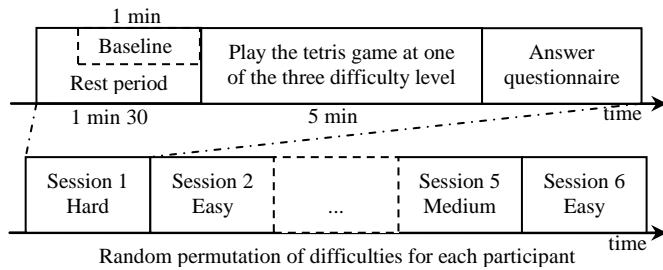 1 min
Baseline
Rest period
Play the tetris game at one
of the three difficulty level
Answer
questionnaire
1 min 30
5 min
time
Session 1
Hard
Session 2
Easy
...
Session 5
Medium
Session 6
Easy
time
Random permutation of difficulties for each participant